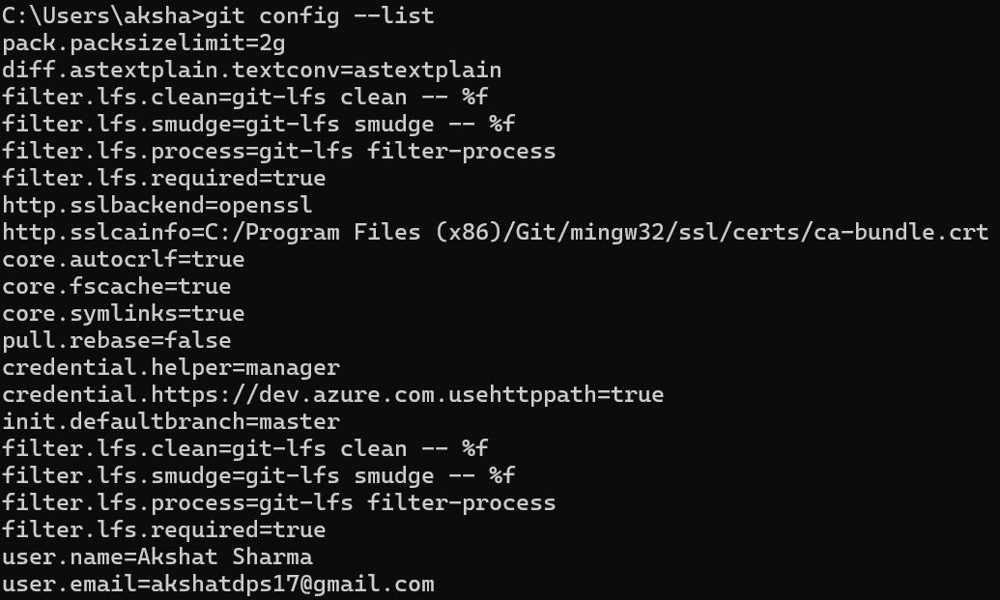 C:\Users\aksha>git config --list
pack.packsizelimit=2g
diff.astextplain.textconv=astextplain
filter.lfs.clean=git-lfs clean -- %f
filter.lfs.smudge=git-lfs smudge -- %f
filter.lfs.process=git-lfs filter-process
filter.lfs.required=true
http.sslbackend=openssl
http.sslcainfo=C:/Program Files (x86)/Git/mingw32/ssl/certs/ca-bundle.crt
core.autocrlf=true
core.fscache=true
core.symlinks=true
pull.rebase=false
credential.helper=manager
credential.https://dev.azure.com.usehttppath=true
init.defaultbranch=master
filter.lfs.clean=git-lfs clean -- %f
filter.lfs.smudge=git-lfs smudge -- %f
filter.lfs.process=git-lfs filter-process
filter.lfs.required=true
user.name=Akshat Sharma
user.email=akshatdps17@gmail.com